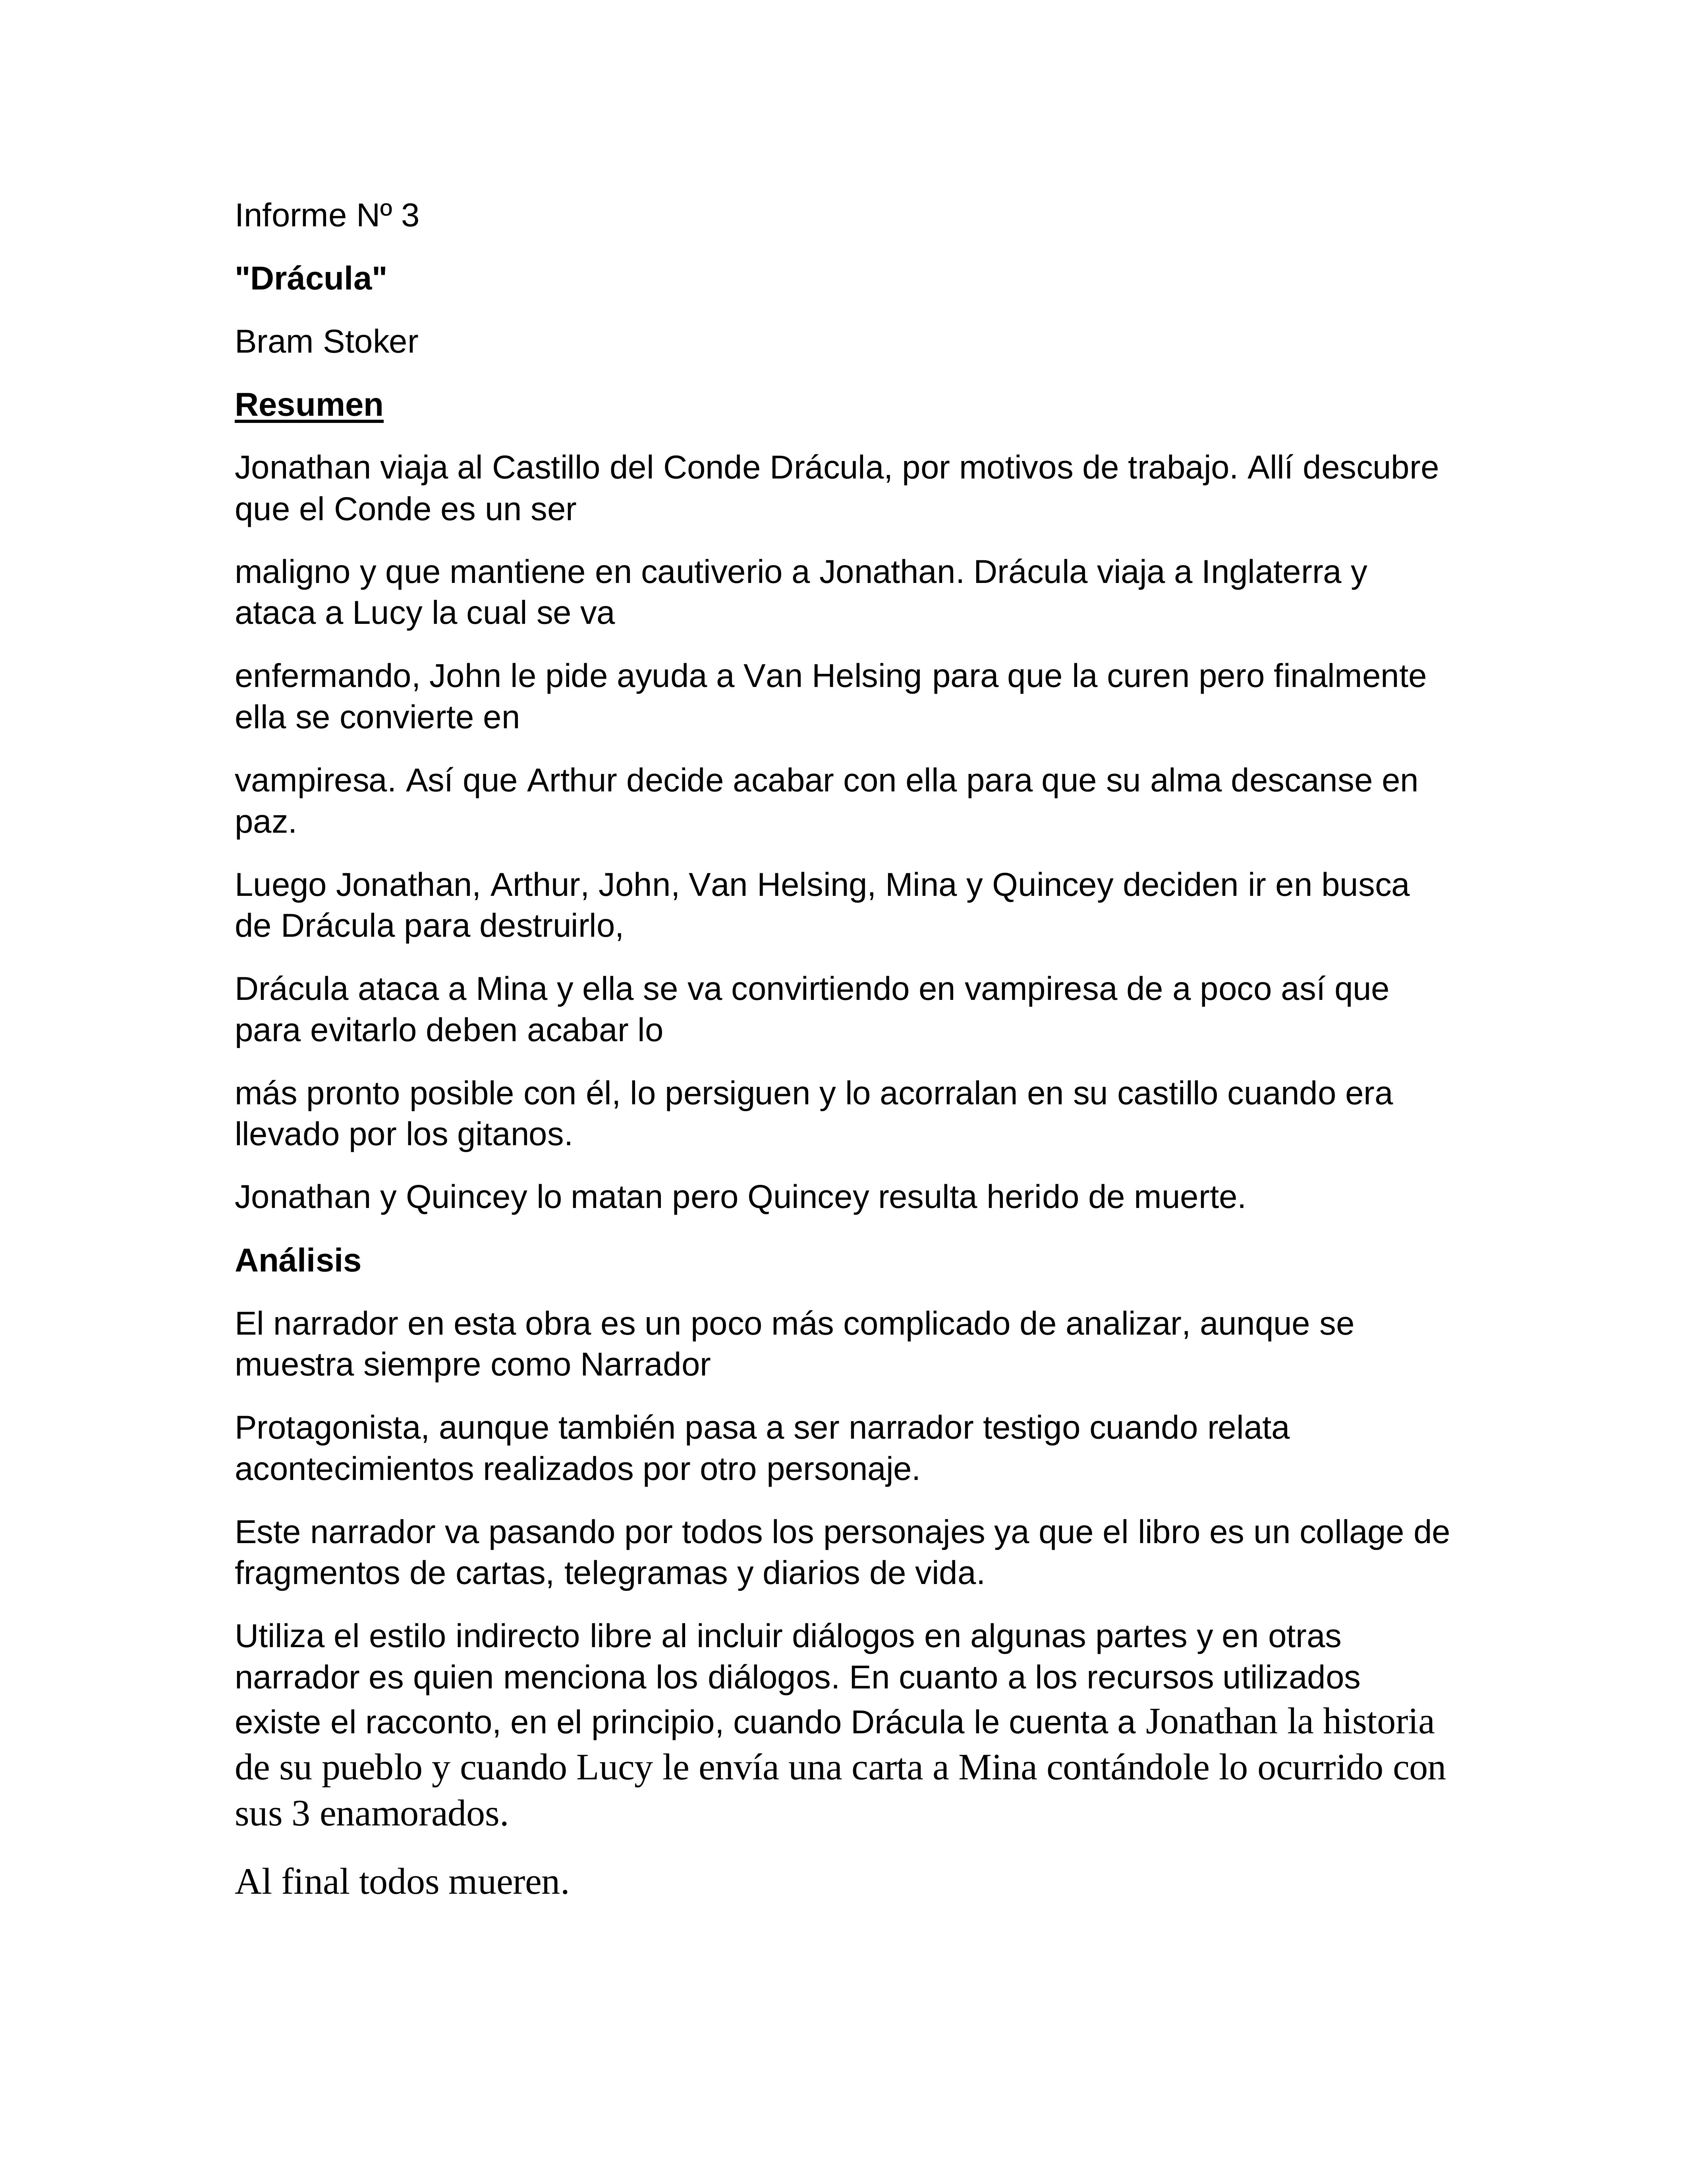 Informe Nº 3
"Drácula"
Bram Stoker
Resumen
Jonathan viaja al Castillo del Conde Drácula, por motivos de trabajo. Allí descubre
que el Conde es un ser
maligno y que mantiene en cautiverio a Jonathan. Drácula viaja a Inglaterra y
ataca a Lucy la cual se va
enfermando, John le pide ayuda a Van Helsing para que la curen pero finalmente
ella se convierte en
vampiresa. Así que Arthur decide acabar con ella para que su alma descanse en
paz.
Luego Jonathan, Arthur, John, Van Helsing, Mina y Quincey deciden ir en busca
de Drácula para destruirlo,
Drácula ataca a Mina y ella se va convirtiendo en vampiresa de a poco así que
para evitarlo deben acabar lo
más pronto posible con él, lo persiguen y lo acorralan en su castillo cuando era
llevado por los gitanos.
Jonathan y Quincey lo matan pero Quincey resulta herido de muerte.
Análisis
El narrador en esta obra es un poco más complicado de analizar, aunque se
muestra siempre como Narrador
Protagonista, aunque también pasa a ser narrador testigo cuando relata
acontecimientos realizados por otro personaje.
Este narrador va pasando por todos los personajes ya que el libro es un collage de
fragmentos de cartas, telegramas y diarios de vida.
Utiliza el estilo indirecto libre al incluir diálogos en algunas partes y en otras
narrador es quien menciona los diálogos. En cuanto a los recursos utilizados
existe el racconto, en el principio, cuando Drácula le cuenta a Jonathan la historia
de su pueblo y cuando Lucy le envía una carta a Mina contándole lo ocurrido con
sus 3 enamorados.
Al final todos mueren.